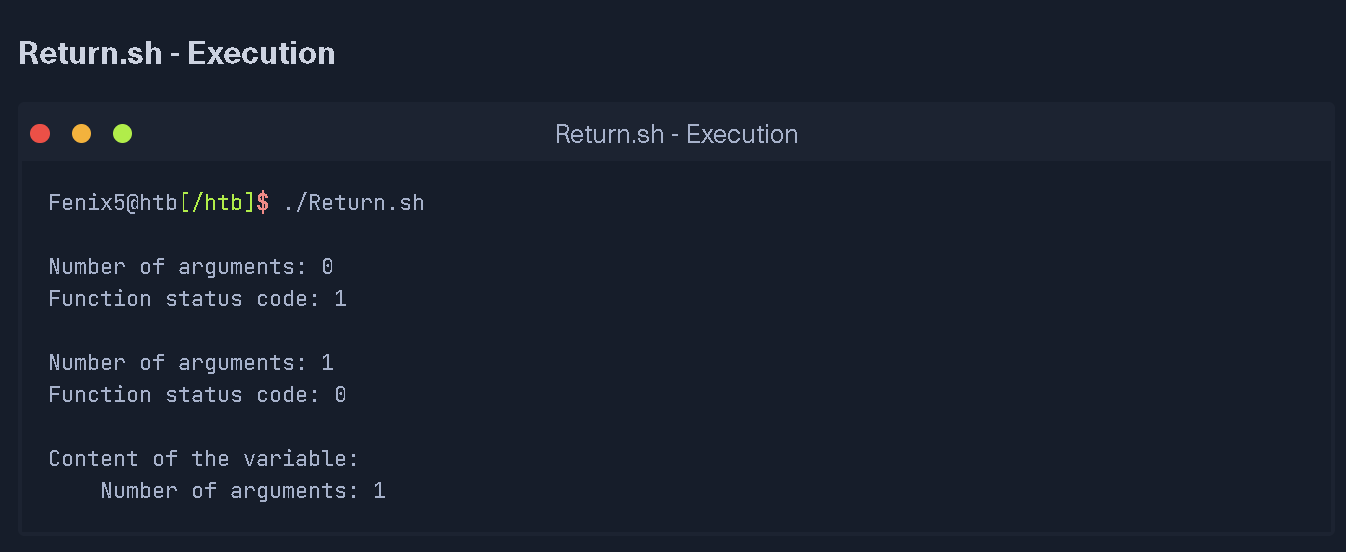 Return.sh - Execution
Return.sh - Execution
Fenix5@htb[/htb]$ ./Return.sh
Number of arguments: 0
Function status code: 1
Number of arguments: 1
Function status code: 0
Content of the variable:
    Number of arguments: 1